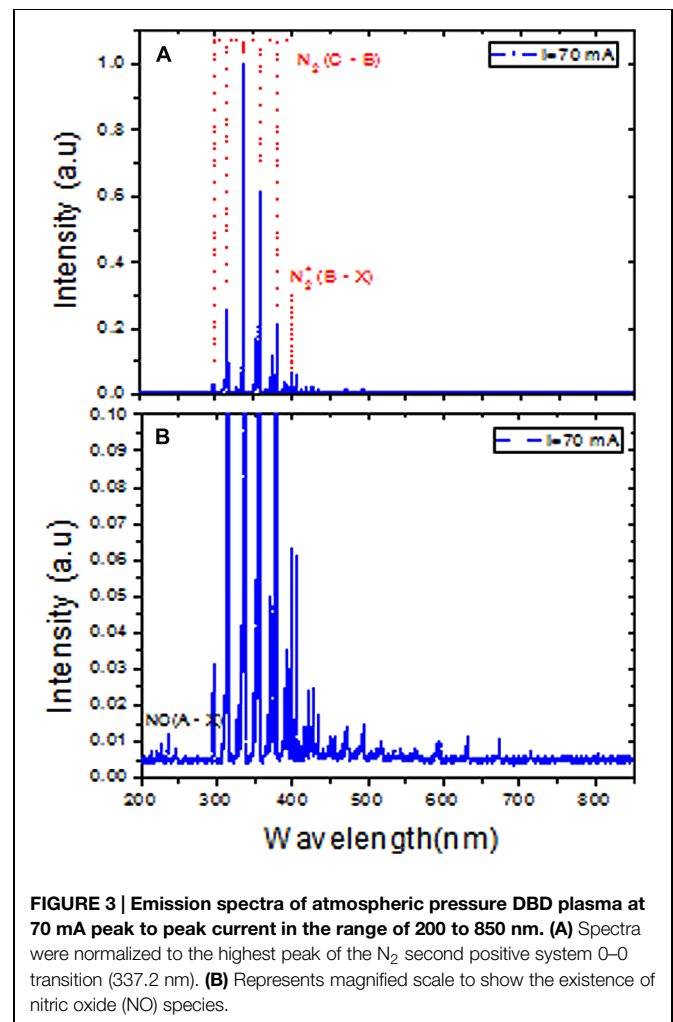 A
I=70 mA
N₂ (C - B)
N₂⁺ (B - X)
1.0
0.8
0.6
0.4
0.2
0.0
Intensity (a.u)
B
I=70 mA
NO(A - X)
0.10
0.09
0.08
0.07
0.06
0.05
0.04
0.03
0.02
0.01
0.00
Intensity (a.u)
200 300 400 500 600 700 800
Wavelength(nm)
FIGURE 3 | Emission spectra of atmospheric pressure DBD plasma at
70 mA peak to peak current in the range of 200 to 850 nm. (A) Spectra
were normalized to the highest peak of the N₂ second positive system 0–0
transition (337.2 nm). (B) Represents magnified scale to show the existence of
nitric oxide (NO) species.